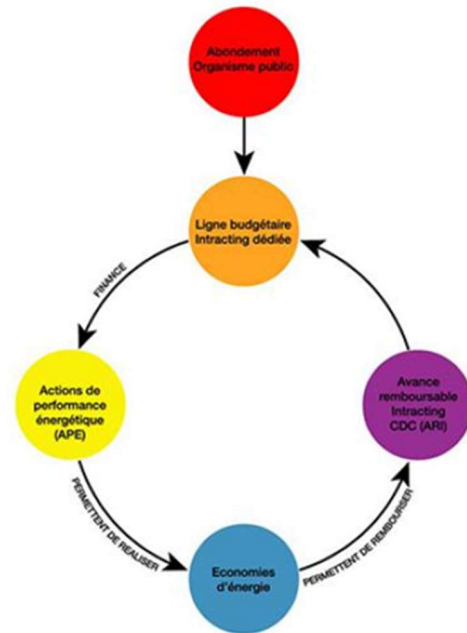 Abondement
Organisme public
Ligne budgétaire
Intracting dédiée
FINANCE
Actions de
performance
énergétique
(APE)
Avance
remboursable
Intracting
CDC (ARI)
PERMETTENT DE REALISER
PERMETTENT DE REMBOURSER
Economies
d'énergie